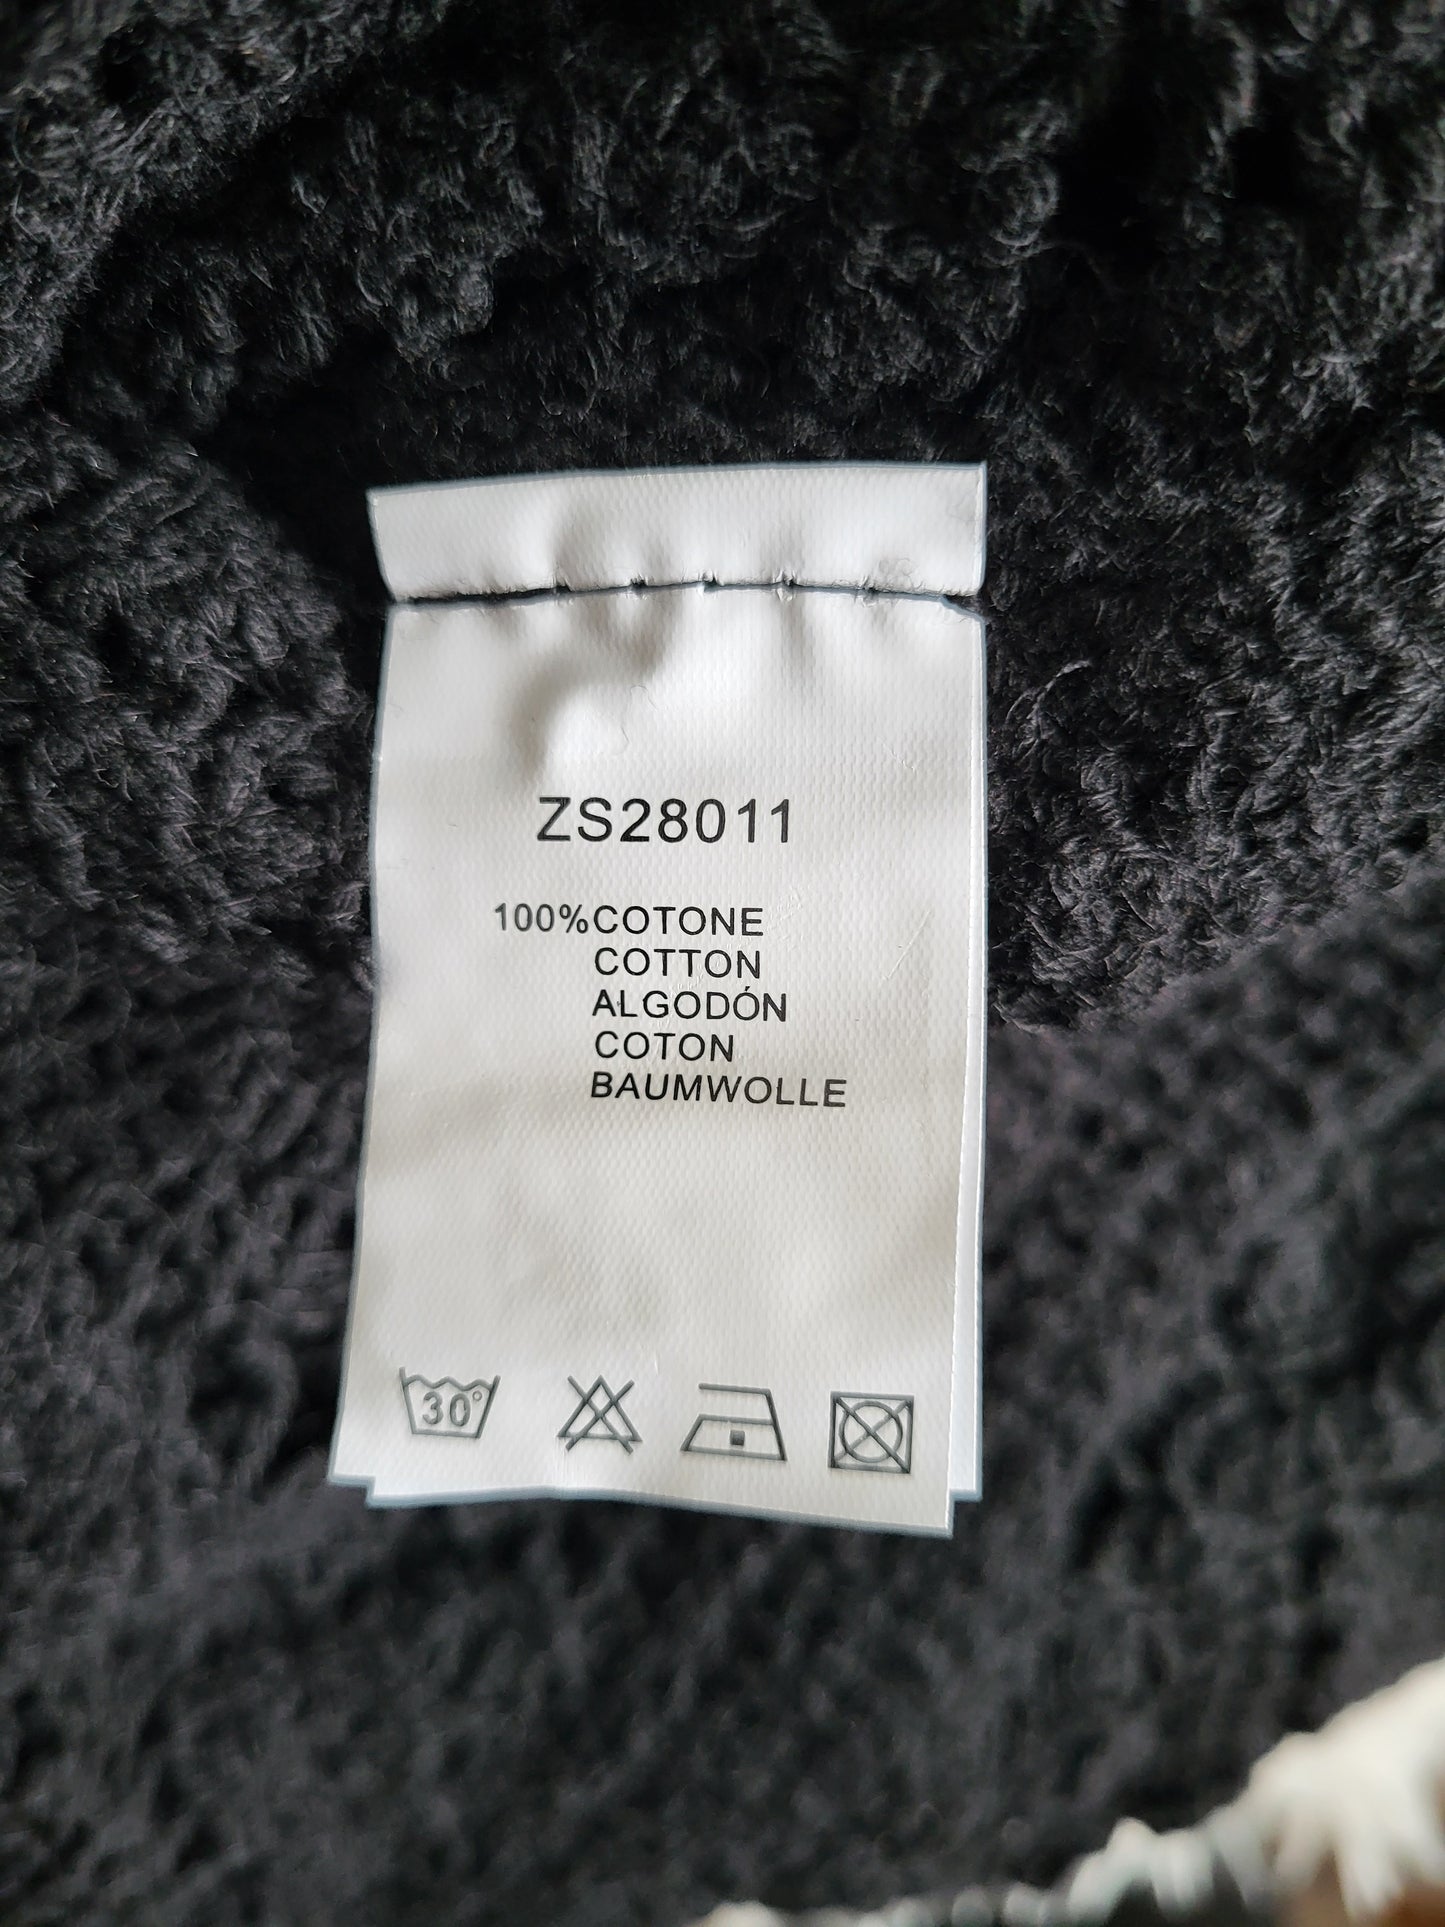 ZS28011
100%COTONE
COTTON
ALGODÓN
COTON
BAUMWOLLE
30°